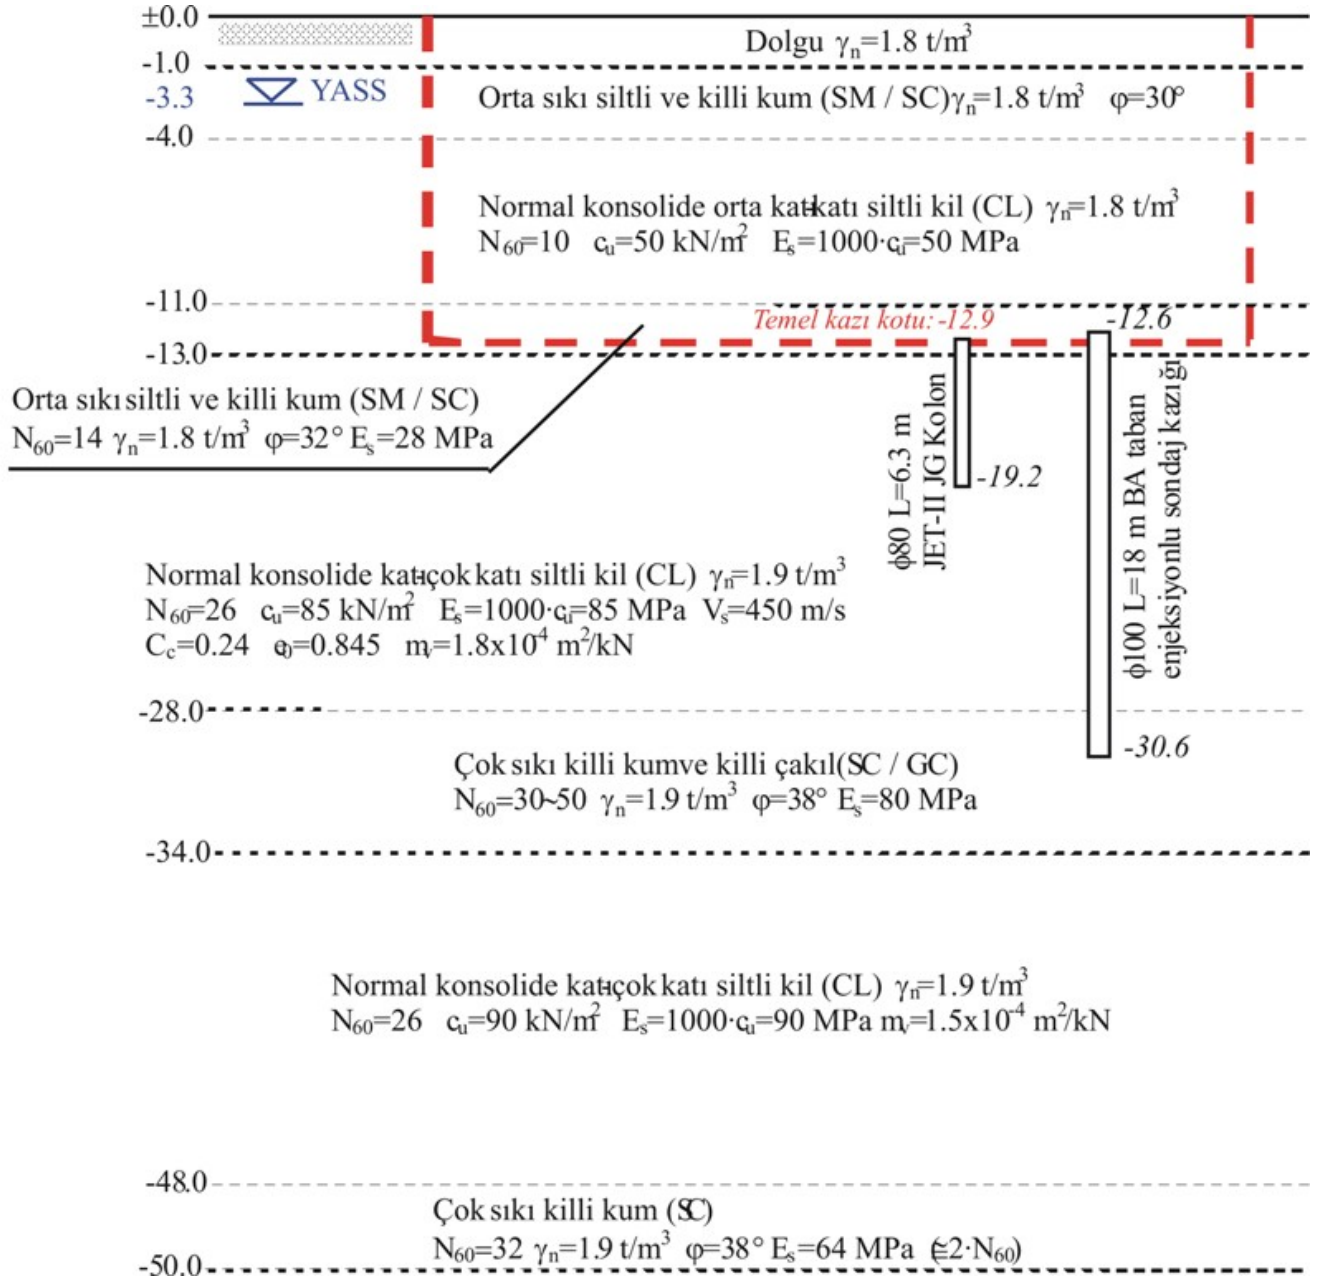 ±0.0
Dolgu γn=1.8 t/m³
-1.0
-3.3 YASS
Orta sıkı siltli ve killi kum (SM / SC)γn=1.8 t/m³ φ=30°
-4.0
Normal konsolide orta katı-katı siltli kil (CL) γn=1.8 t/m³
N60=10 cu=50 kN/m² Es=1000·cu=50 MPa
-11.0
Temel kazı kotu:-12.9
-12.6
-13.0
Orta sıkı siltli ve killi kum (SM / SC)
N60=14 γn=1.8 t/m³ φ=32° Es=28 MPa
ϕ80 L=6.3 m
JET-II JG Kolon
-19.2
ϕ100 L=18 m BA taban
enjeksiyonlu sondaj kazığı
Normal konsolide katı-çok katı siltli kil (CL) γn=1.9 t/m³
N60=26 cu=85 kN/m² Es=1000·cu=85 MPa Vs=450 m/s
Cc=0.24 e0=0.845 mv=1.8x10⁻⁴ m²/kN
-28.0
-30.6
Çok sıkı killi kum ve killi çakıl (SC / GC)
N60=30~50 γn=1.9 t/m³ φ=38° Es=80 MPa
-34.0
Normal konsolide katı-çok katı siltli kil (CL) γn=1.9 t/m³
N60=26 cu=90 kN/m² Es=1000·cu=90 MPa mv=1.5x10⁻⁴ m²/kN
-48.0
Çok sıkı killi kum (SC)
N60=32 γn=1.9 t/m³ φ=38° Es=64 MPa (≅2·N60)
-50.0